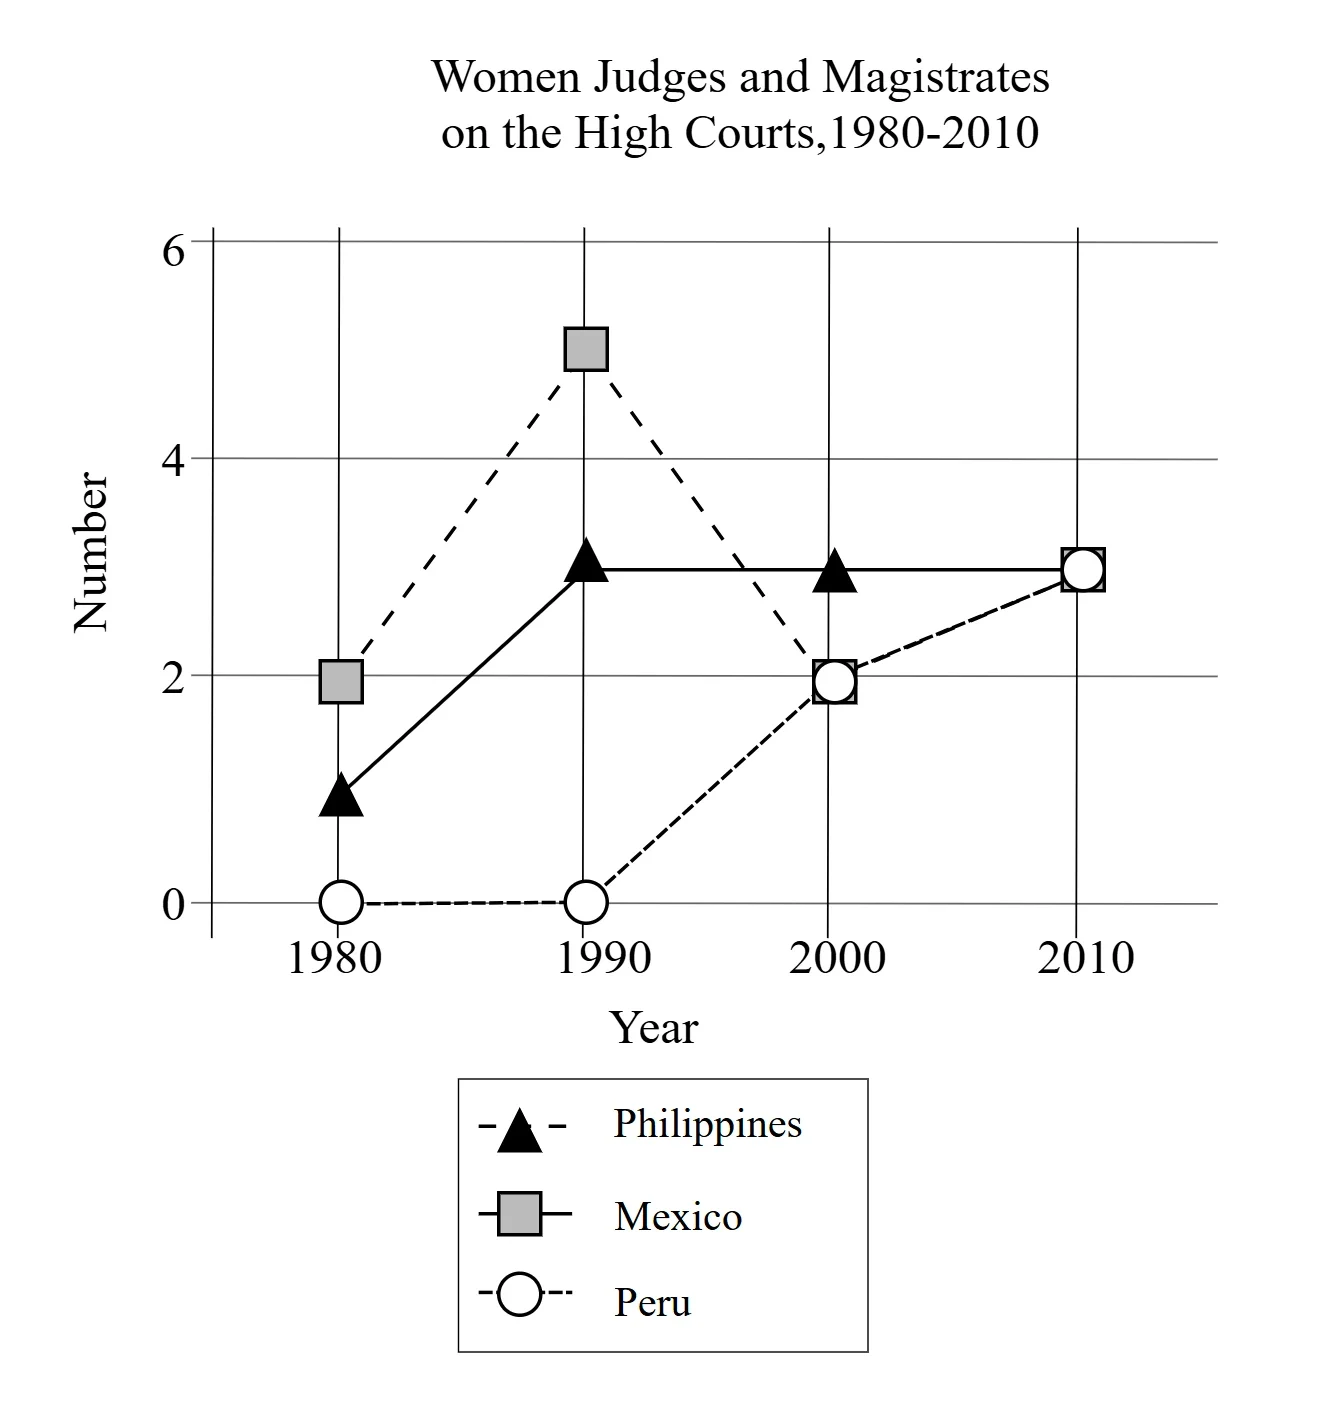 Women Judges and Magistrates
on the High Courts,1980-2010
6
4
2
0
Number
1980 1990 2000 2010
Year
Philippines
Mexico
Peru